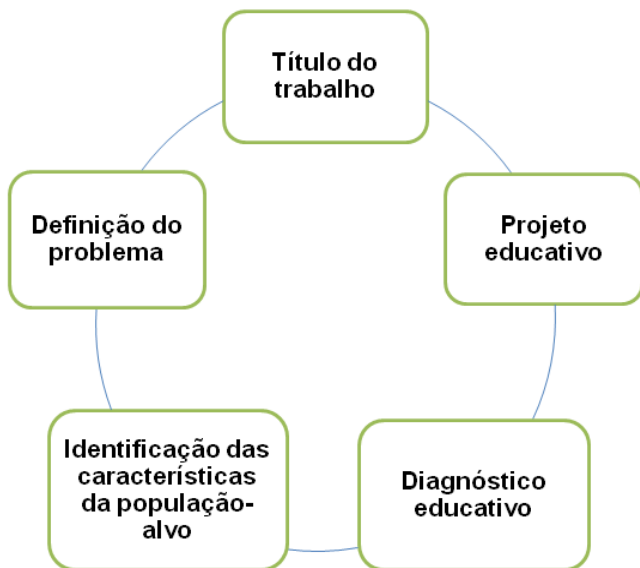 Título do
trabalho
Projeto
educativo
Diagnóstico
educativo
Identificação das
características
da população-
alvo
Definição do
problema